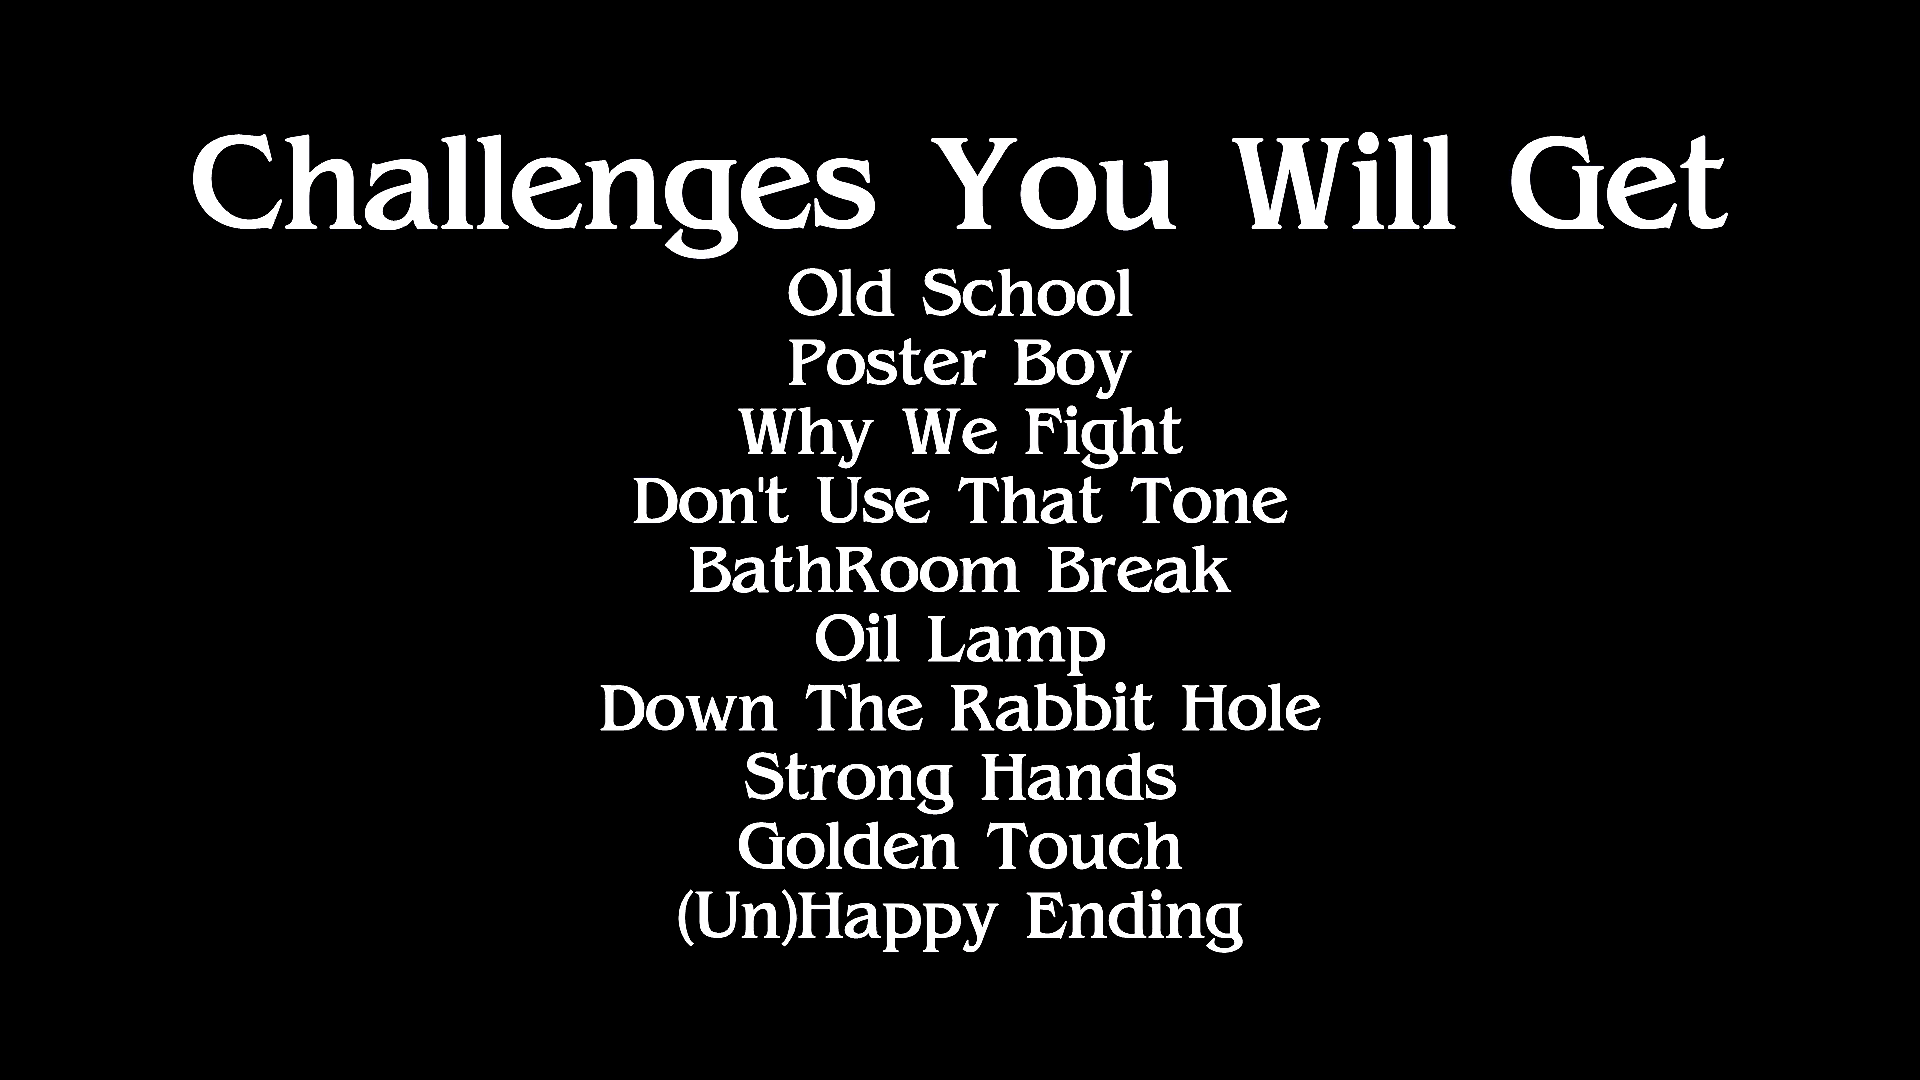 Challenges You Will Get
Old School
Poster Boy
Why We Fight
Don't Use That Tone
BathRoom Break
Oil Lamp
Down The Rabbit Hole
Strong Hands
Golden Touch
(Un)Happy Ending